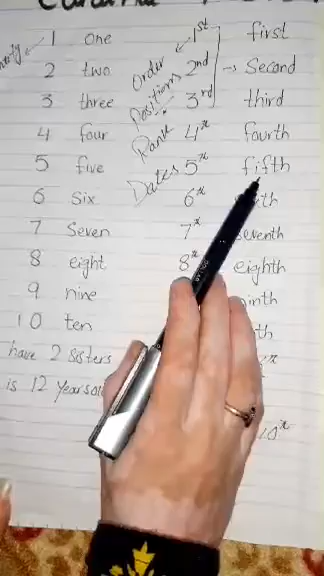 1 one 1st first
2 two 2nd → Second
3 three 3rd third
4 four 4th fourth
5 five 5th fifth
6 Six 6th
7 Seven 7th
8 eight 8th eighth
9 nine
10 ten
have 2 sisters
is 12 years
Order
Positions
Rank
Dates